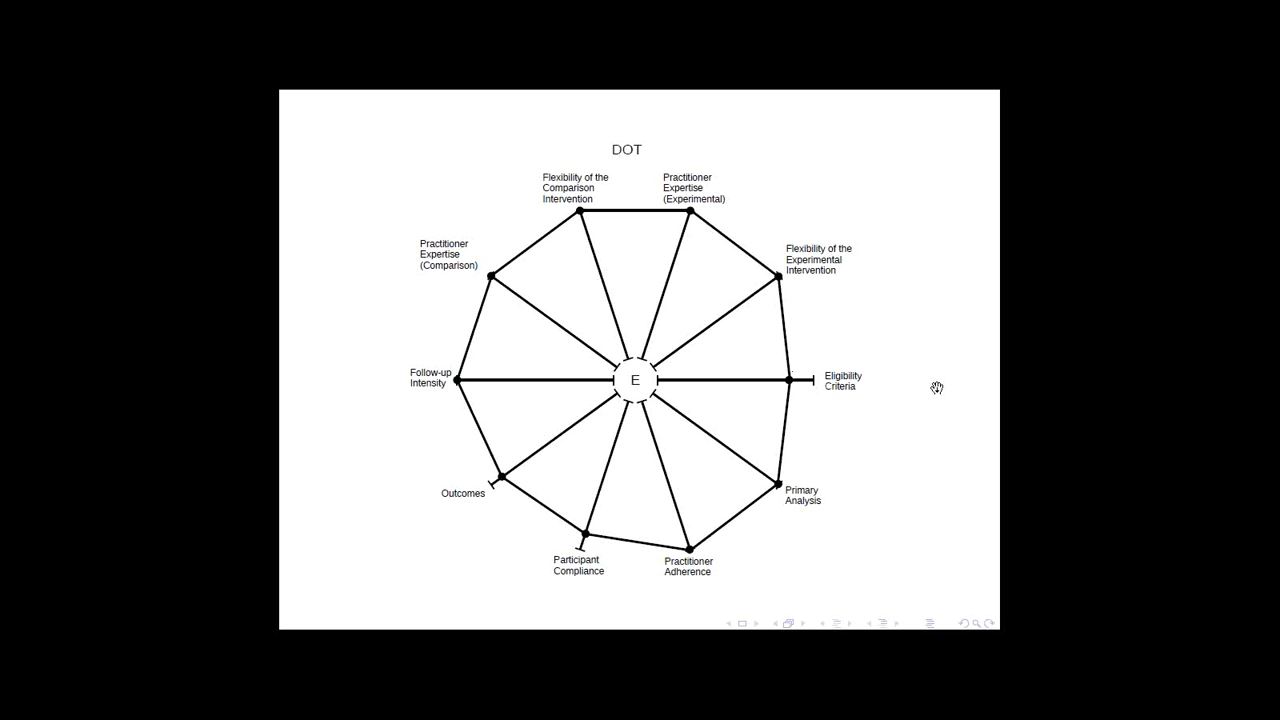 DOT
Flexibility of the
Comparison
Intervention
Practitioner
Expertise
(Experimental)
Practitioner
Expertise
(Comparison)
Flexibility of the
Experimental
Intervention
Follow-up
Intensity
E
Eligibility
Criteria
Outcomes
Primary
Analysis
Participant
Compliance
Practitioner
Adherence